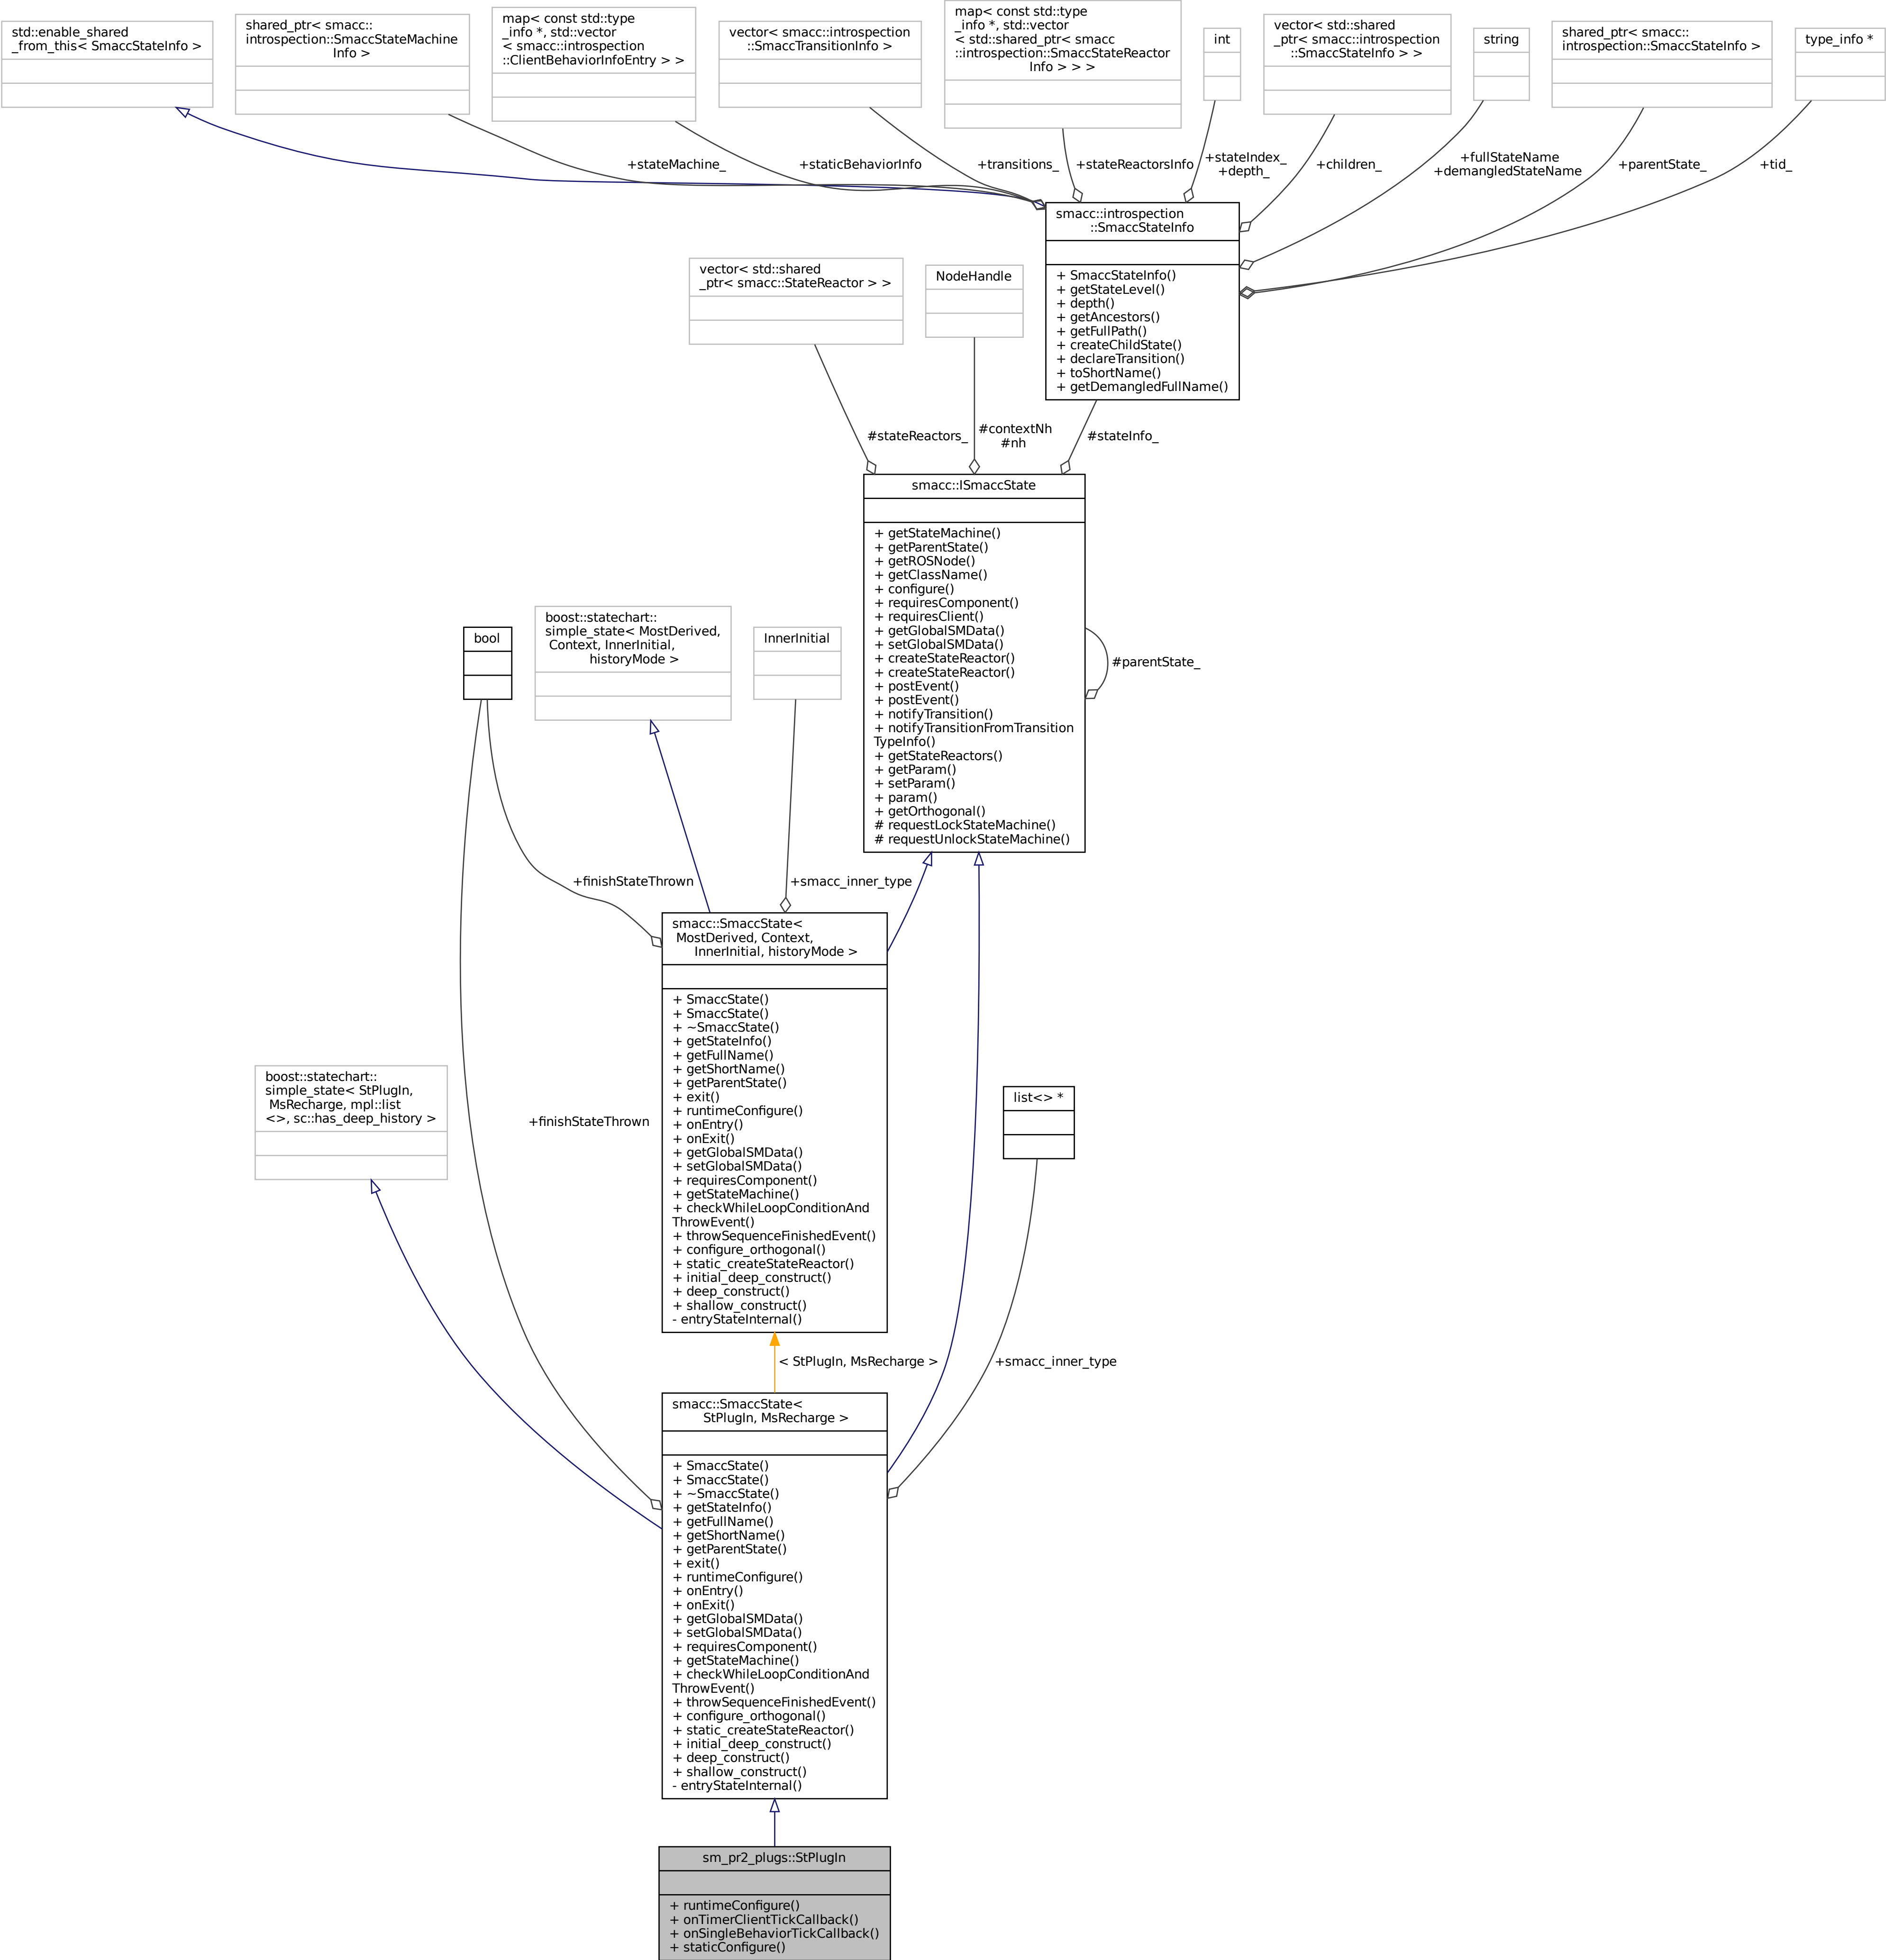 std::enable_shared
_from_this< SmaccStateInfo >
shared_ptr< smacc::
introspection::SmaccStateMachine
Info >
map< const std::type
_info *, std::vector
< smacc::introspection
::ClientBehaviorInfoEntry > >
vector< smacc::introspection
::SmaccTransitionInfo >
map< const std::type
_info *, std::vector
< std::shared_ptr< smacc
::introspection::SmaccStateReactor
Info > > >
int
vector< std::shared
_ptr< smacc::introspection
::SmaccStateInfo > >
string
shared_ptr< smacc::
introspection::SmaccStateInfo >
type_info *
+stateMachine_
+staticBehaviorInfo
+transitions_
+stateReactorsInfo
+stateIndex_
+depth_
+children_
+fullStateName
+demangledStateName
+parentState_
+tid_
smacc::introspection
::SmaccStateInfo
+ SmaccStateInfo()
+ getStateLevel()
+ depth()
+ getAncestors()
+ getFullPath()
+ createChildState()
+ declareTransition()
+ toShortName()
+ getDemangledFullName()
vector< std::shared
_ptr< smacc::StateReactor > >
NodeHandle
#stateReactors_
#contextNh
#nh
#stateInfo_
smacc::ISmaccState
+ getStateMachine()
+ getParentState()
+ getROSNode()
+ getClassName()
+ configure()
+ requiresComponent()
+ requiresClient()
+ getGlobalSMData()
+ setGlobalSMData()
+ createStateReactor()
+ createStateReactor()
+ postEvent()
+ postEvent()
+ notifyTransition()
+ notifyTransitionFromTransition
TypeInfo()
+ getStateReactors()
+ getParam()
+ setParam()
+ param()
+ getOrthogonal()
# requestLockStateMachine()
# requestUnlockStateMachine()
#parentState_
bool
boost::statechart::
simple_state< MostDerived,
Context, InnerInitial,
historyMode >
InnerInitial
+finishStateThrown
+smacc_inner_type
smacc::SmaccState<
MostDerived, Context,
InnerInitial, historyMode >
+ SmaccState()
+ SmaccState()
+ ~SmaccState()
+ getStateInfo()
+ getFullName()
+ getShortName()
+ getParentState()
+ exit()
+ runtimeConfigure()
+ onEntry()
+ onExit()
+ getGlobalSMData()
+ setGlobalSMData()
+ requiresComponent()
+ getStateMachine()
+ checkWhileLoopConditionAnd
ThrowEvent()
+ throwSequenceFinishedEvent()
+ configure_orthogonal()
+ static_createStateReactor()
+ initial_deep_construct()
+ deep_construct()
+ shallow_construct()
- entryStateInternal()
boost::statechart::
simple_state< StPlugIn,
MsRecharge, mpl::list
<>, sc::has_deep_history >
+finishStateThrown
list<> *
< StPlugIn, MsRecharge >
+smacc_inner_type
smacc::SmaccState<
StPlugIn, MsRecharge >
+ SmaccState()
+ SmaccState()
+ ~SmaccState()
+ getStateInfo()
+ getFullName()
+ getShortName()
+ getParentState()
+ exit()
+ runtimeConfigure()
+ onEntry()
+ onExit()
+ getGlobalSMData()
+ setGlobalSMData()
+ requiresComponent()
+ getStateMachine()
+ checkWhileLoopConditionAnd
ThrowEvent()
+ throwSequenceFinishedEvent()
+ configure_orthogonal()
+ static_createStateReactor()
+ initial_deep_construct()
+ deep_construct()
+ shallow_construct()
- entryStateInternal()
sm_pr2_plugs::StPlugIn
+ runtimeConfigure()
+ onTimerClientTickCallback()
+ onSingleBehaviorTickCallback()
+ staticConfigure()